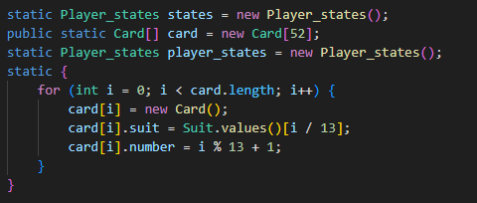 static Player_states states = new Player_states();
public static Card[] card = new Card[52];
static Player_states player_states = new Player_states();
static {
    for (int i = 0; i < card.length; i++) {
        card[i] = new Card();
        card[i].suit = Suit.values()[i / 13];
        card[i].number = i % 13 + 1;
    }
}